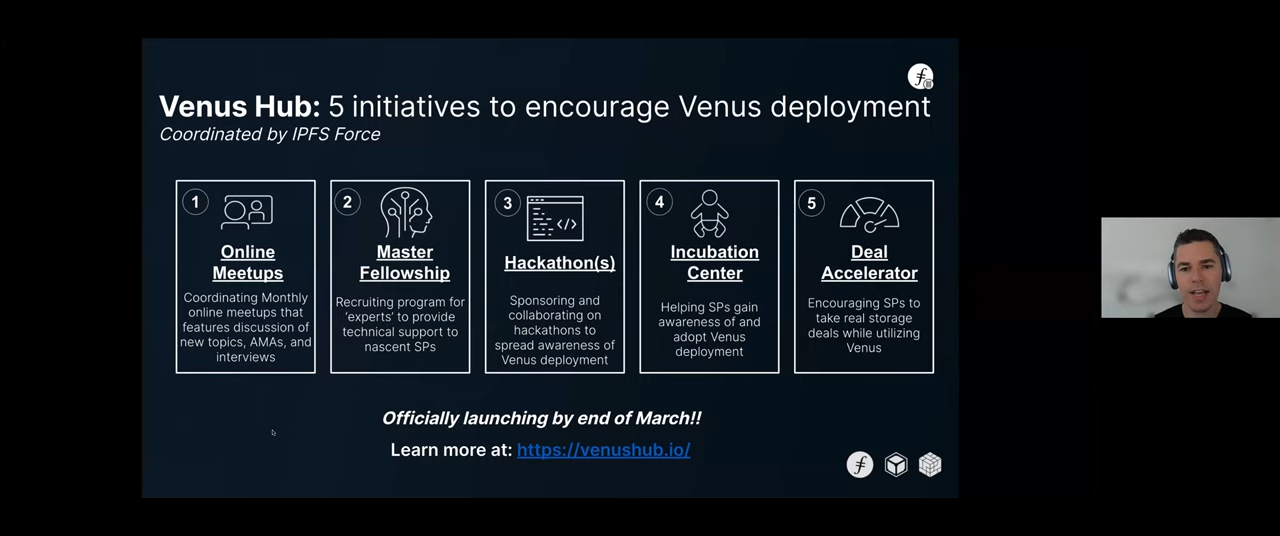 Venus Hub: 5 initiatives to encourage Venus deployment
Coordinated by IPFS Force
1
Online
Meetups
Coordinating Monthly
online meetups that
features discussion of
new topics, AMAs, and
interviews
2
Master
Fellowship
Recruiting program for
'experts' to provide
technical support to
nascent SPs
3
Hackathon(s)
Sponsoring and
collaborating on
hackathons to
spread awareness of
Venus deployment
4
Incubation
Center
Helping SPs gain
awareness of and
adopt Venus
deployment
5
Deal
Accelerator
Encouraging SPs to
take real storage
deals while utilizing
Venus
Officially launching by end of March!!
Learn more at: https://venushub.io/